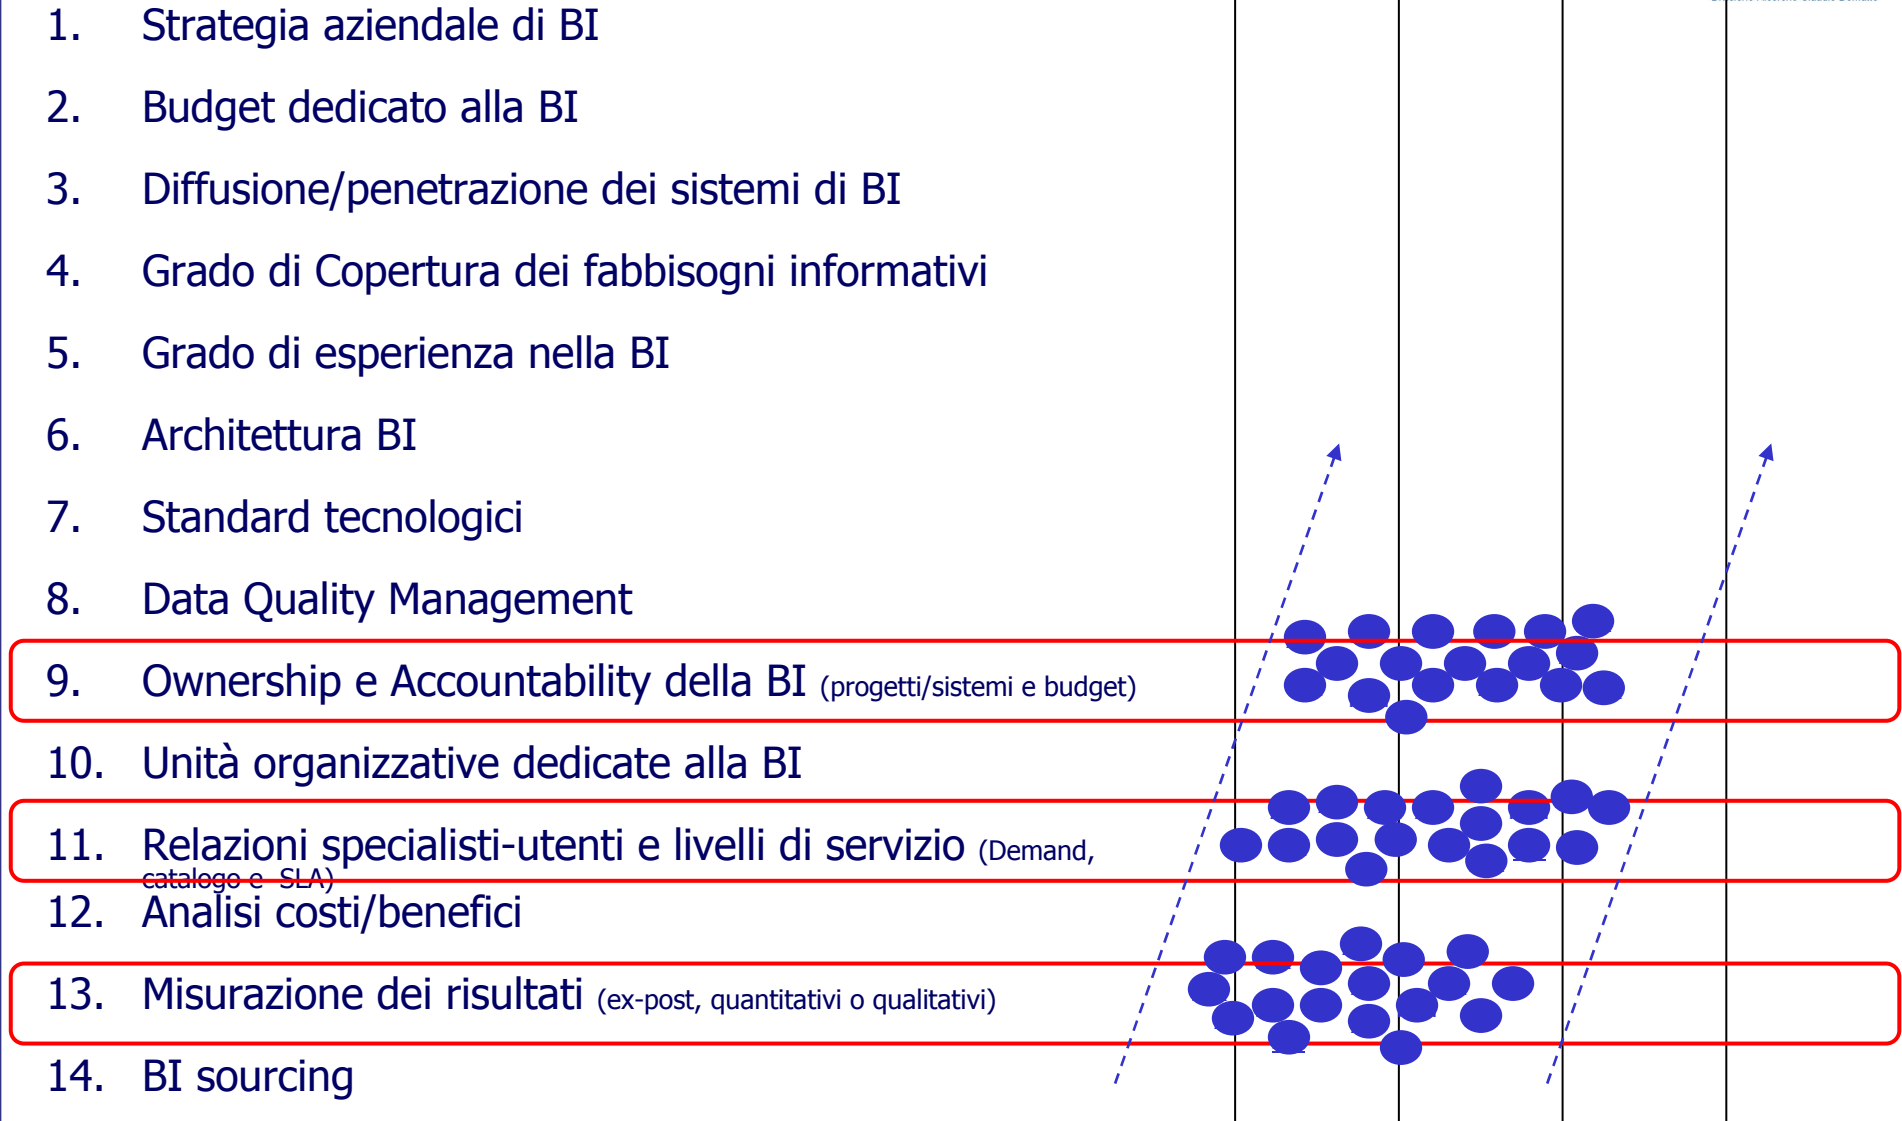 1. Strategia aziendale di BI
2. Budget dedicato alla BI
3. Diffusione/penetrazione dei sistemi di BI
4. Grado di Copertura dei fabbisogni informativi
5. Grado di esperienza nella BI
6. Architettura BI
7. Standard tecnologici
8. Data Quality Management
9. Ownership e Accountability della BI (progetti/sistemi e budget)
10. Unità organizzative dedicate alla BI
11. Relazioni specialisti-utenti e livelli di servizio (Demand,
catalogo e SLA)
12. Analisi costi/benefici
13. Misurazione dei risultati (ex-post, quantitativi o qualitativi)
14. BI sourcing